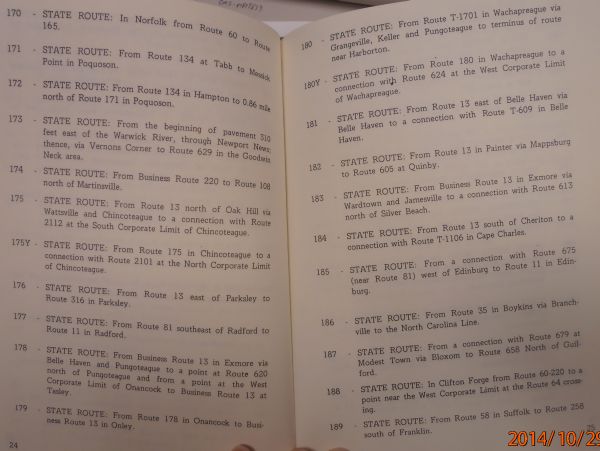 170 - STATE ROUTE: In Norfolk from Route 60 to Route
165.
171 - STATE ROUTE: From Route 134 at Tabb to Messick
Point in Poquoson.
172 - STATE ROUTE: From Route 134 in Hampton to 0.86 mile
north of Route 171 in Poquoson.
173 - STATE ROUTE: From the beginning of pavement 310
feet east of the Warwick River, through Newport News;
thence, via Vernons Corner to Route 629 in the Goodwin
Neck area.
174 - STATE ROUTE: From Business Route 220 to Route 108
north of Martinsville.
175 - STATE ROUTE: From Route 13 north of Oak Hill via
Wattsville and Chincoteague to a connection with Route
2112 at the South Corporate Limit of Chincoteague.
175Y - STATE ROUTE: From Route 175 in Chincoteague to a
connection with Route 2101 at the North Corporate Limit
of Chincoteague.
176 - STATE ROUTE: From Route 13 east of Parksley to
Route 316 in Parksley.
177 - STATE ROUTE: From Route 81 southeast of Radford to
Route 11 in Radford.
178 - STATE ROUTE: From Business Route 13 in Exmore via
Belle Haven and Pungoteague to a point at Route 620
north of Pungoteague and from a point at the West
Corporate Limit of Onancock to Business Route 13 at
Tasley.
179 - STATE ROUTE: From Route 178 in Onancock to Busi-
ness Route 13 in Onley.
24
180 - STATE ROUTE: From Route T-1701 in Wachapreague via
Grangeville, Keller and Pungoteague to terminus of route
near Harborton.
180Y - STATE ROUTE: From Route 180 in Wachapreague to a
connection with Route 624 at the West Corporate Limit
of Wachapreague.
181 - STATE ROUTE: From Route 13 east of Belle Haven via
Belle Haven to a connection with Route T-609 in Belle
Haven.
182 - STATE ROUTE: From Route 13 in Painter via Mappsburg
to Route 605 at Quinby.
183 - STATE ROUTE: From Business Route 13 in Exmore via
Wardtown and Jamesville to a connection with Route 613
north of Silver Beach.
184 - STATE ROUTE: From Route 13 south of Cheriton to a
connection with Route T-1106 in Cape Charles.
185 - STATE ROUTE: From a connection with Route 675
(near Route 81) west of Edinburg to Route 11 in Edin-
burg.
186 - STATE ROUTE: From Route 35 in Boykins via Branch-
ville to the North Carolina Line.
187 - STATE ROUTE: From a connection with Route 679 at
Modest Town via Bloxom to Route 658 North of Guil-
ford.
188 - STATE ROUTE: In Clifton Forge from Route 60-220 to a
point near the West Corporate Limit at the Route 64 cross-
ing.
189 - STATE ROUTE: From Route 58 in Suffolk to Route 258
south of Franklin.
25
2014/10/29